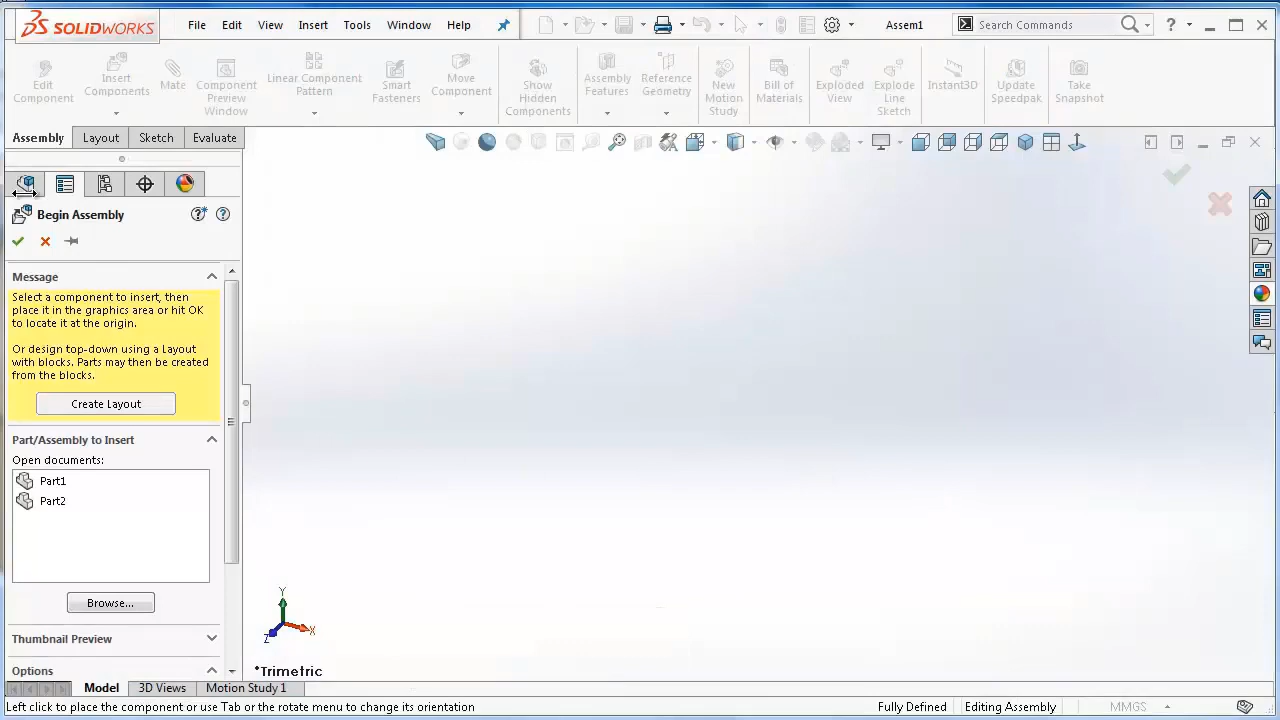 SOLIDWORKS
File Edit View Insert Tools Window Help
Assem1
Search Commands
Edit Component
Insert Components
Mate
Component Preview Window
Linear Component Pattern
Smart Fasteners
Move Component
Show Hidden Components
Assembly Features
Reference Geometry
New Motion Study
Bill of Materials
Exploded View
Explode Line Sketch
Instant3D
Update Speedpak
Take Snapshot
Assembly Layout Sketch Evaluate
Begin Assembly
Message
Select a component to insert, then
place it in the graphics area or hit OK
to locate it at the origin.
Or design top-down using a Layout
with blocks. Parts may then be created
from the blocks.
Create Layout
Part/Assembly to Insert
Open documents:
Part1
Part2
Browse...
Thumbnail Preview
Options
Y
X
Z
*Trimetric
Model 3D Views Motion Study 1
Left click to place the component or use Tab or the rotate menu to change its orientation
Fully Defined
Editing Assembly
MMGS